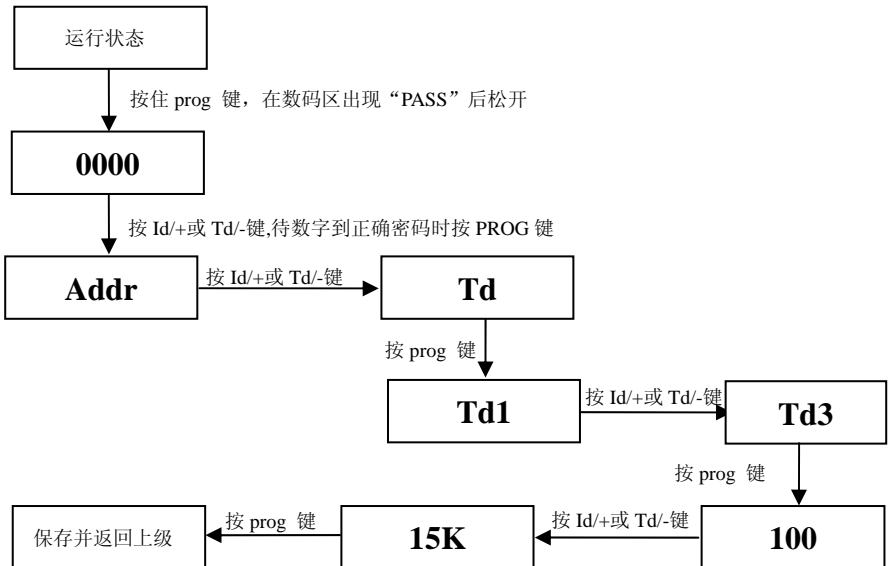 运行状态
按住 prog 键，在数码区出现“PASS”后松开
0000
按 Id/+或 Td/-键,待数字到正确密码时按 PROG 键
Addr
按 Id/+或 Td/-键
Td
按 prog 键
Td1
按 Id/+或 Td/-键
Td3
按 prog 键
100
按 Id/+或 Td/-键
15K
按 prog 键
保存并返回上级